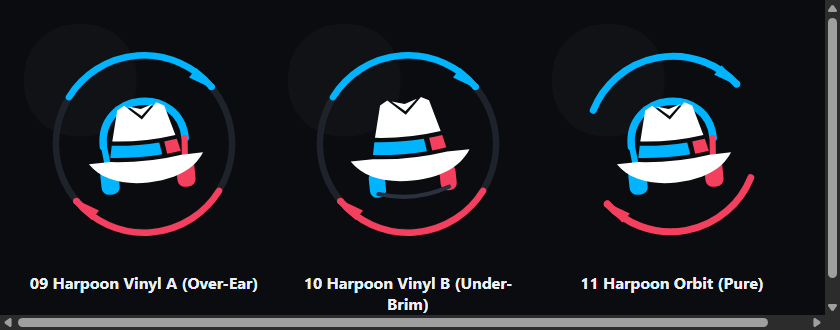 09 Harpoon Vinyl A (Over-Ear)
10 Harpoon Vinyl B (Under-
Brim)
11 Harpoon Orbit (Pure)